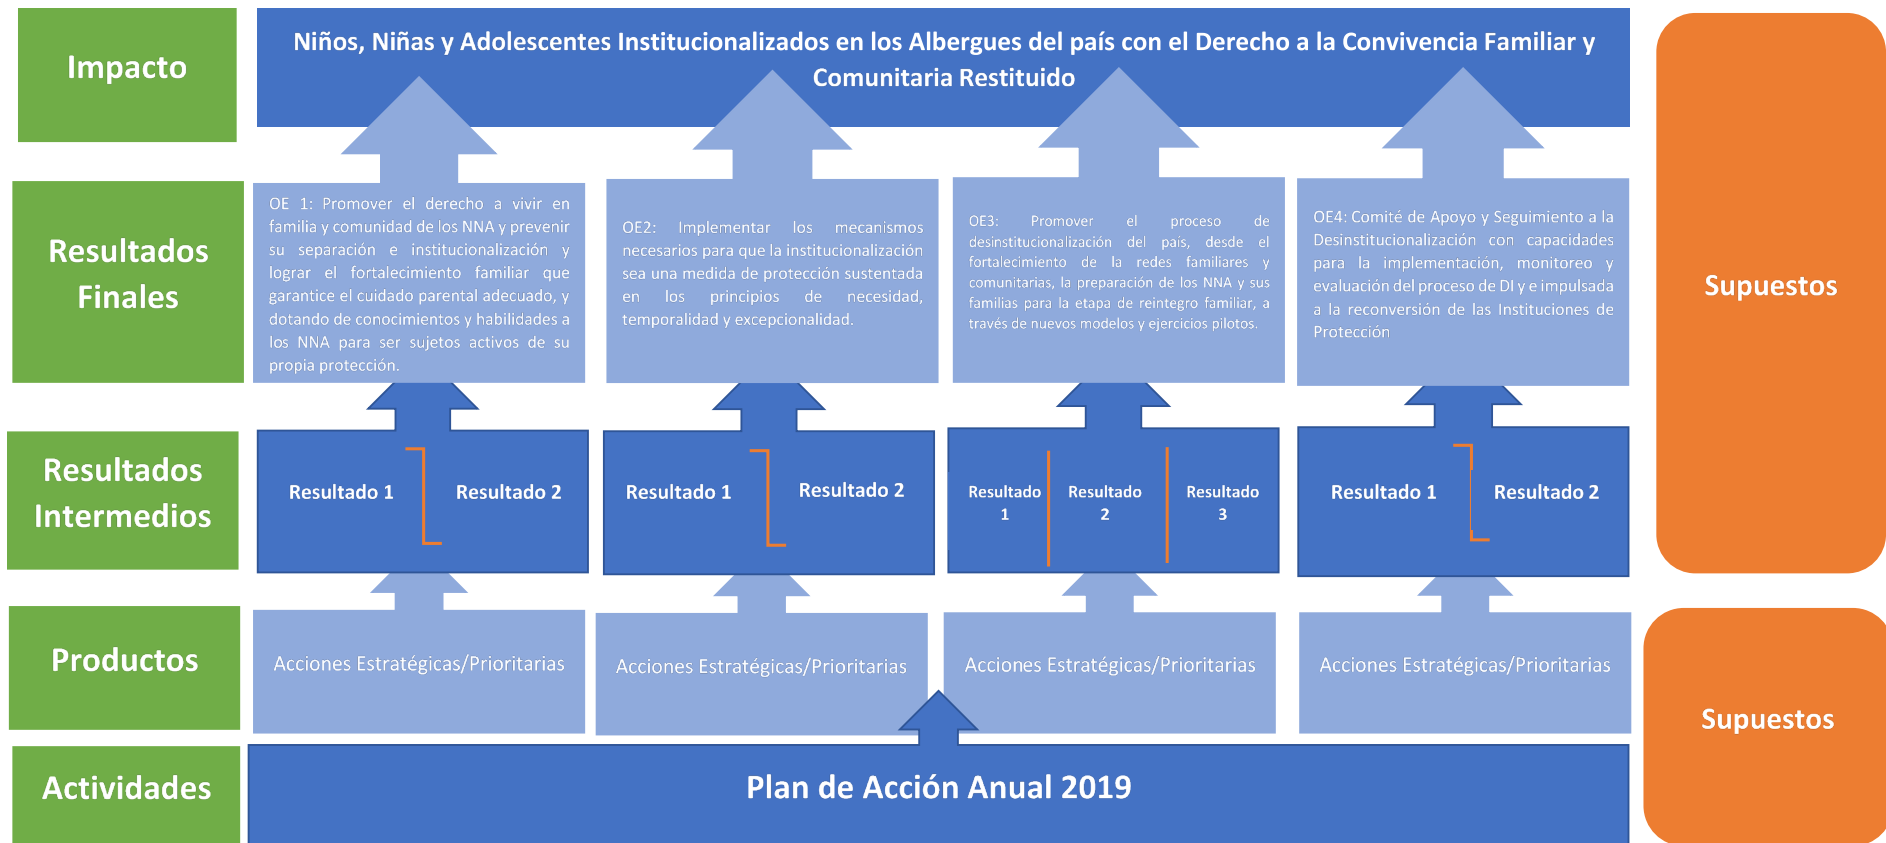 Impacto
Niños, Niñas y Adolescentes Institucionalizados en los Albergues del país con el Derecho a la Convivencia Familiar y
Comunitaria Restituido
Supuestos
Resultados
Finales
OE 1: Promover el derecho a vivir en
familia y comunidad de los NNA y prevenir
su separación e institucionalización y
lograr el fortalecimiento familiar que
garantice el cuidado parental adecuado, y
dotando de conocimientos y habilidades a
los NNA para ser sujetos activos de su
propia protección.
OE2: Implementar los mecanismos
necesarios para que la institucionalización
sea una medida de protección sustentada
en los principios de necesidad,
temporalidad y excepcionalidad.
OE3: Promover el proceso de
desinstitucionalización del país, desde el
fortalecimiento de la redes familiares y
comunitarias, la preparación de los NNA y sus
familias para la etapa de reintegro familiar, a
través de nuevos modelos y ejercicios pilotos.
OE4: Comité de Apoyo y Seguimiento a la
Desinstitucionalización con capacidades
para la implementación, monitoreo y
evaluación del proceso de DI y e impulsada
a la reconversión de las Instituciones de
Protección
Resultados
Intermedios
Resultado 1
Resultado 2
Resultado 1
Resultado 2
Resultado
1
Resultado
2
Resultado
3
Resultado 1
Resultado 2
Productos
Acciones Estratégicas/Prioritarias
Acciones Estratégicas/Prioritarias
Acciones Estratégicas/Prioritarias
Acciones Estratégicas/Prioritarias
Supuestos
Actividades
Plan de Acción Anual 2019